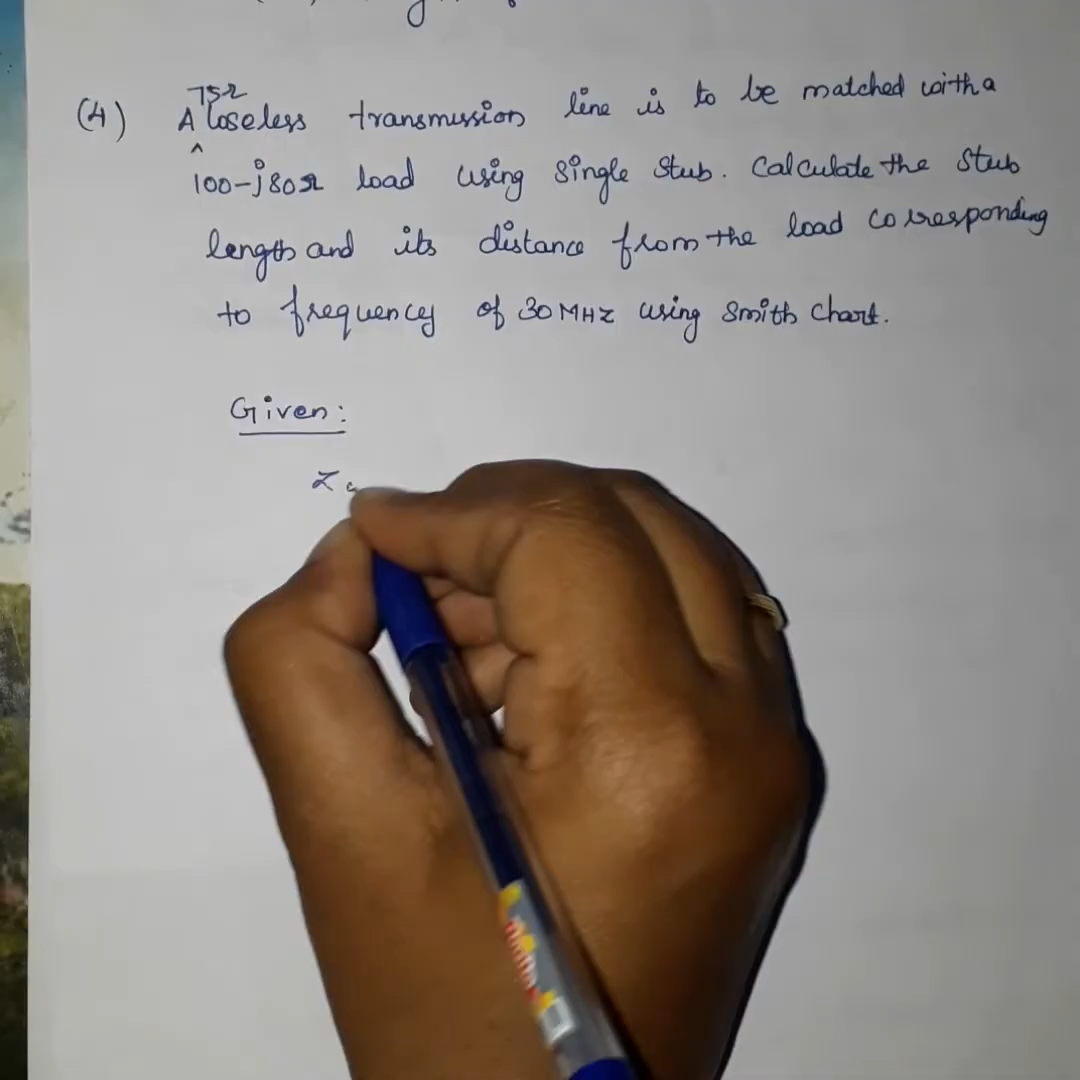 (4) A 75Ω loseless transmission line is to be matched with a
100-j80Ω load using single stub. Calculate the stub
length and its distance from the load corresponding
to frequency of 30 MHz using Smith Chart.
Given:
Z